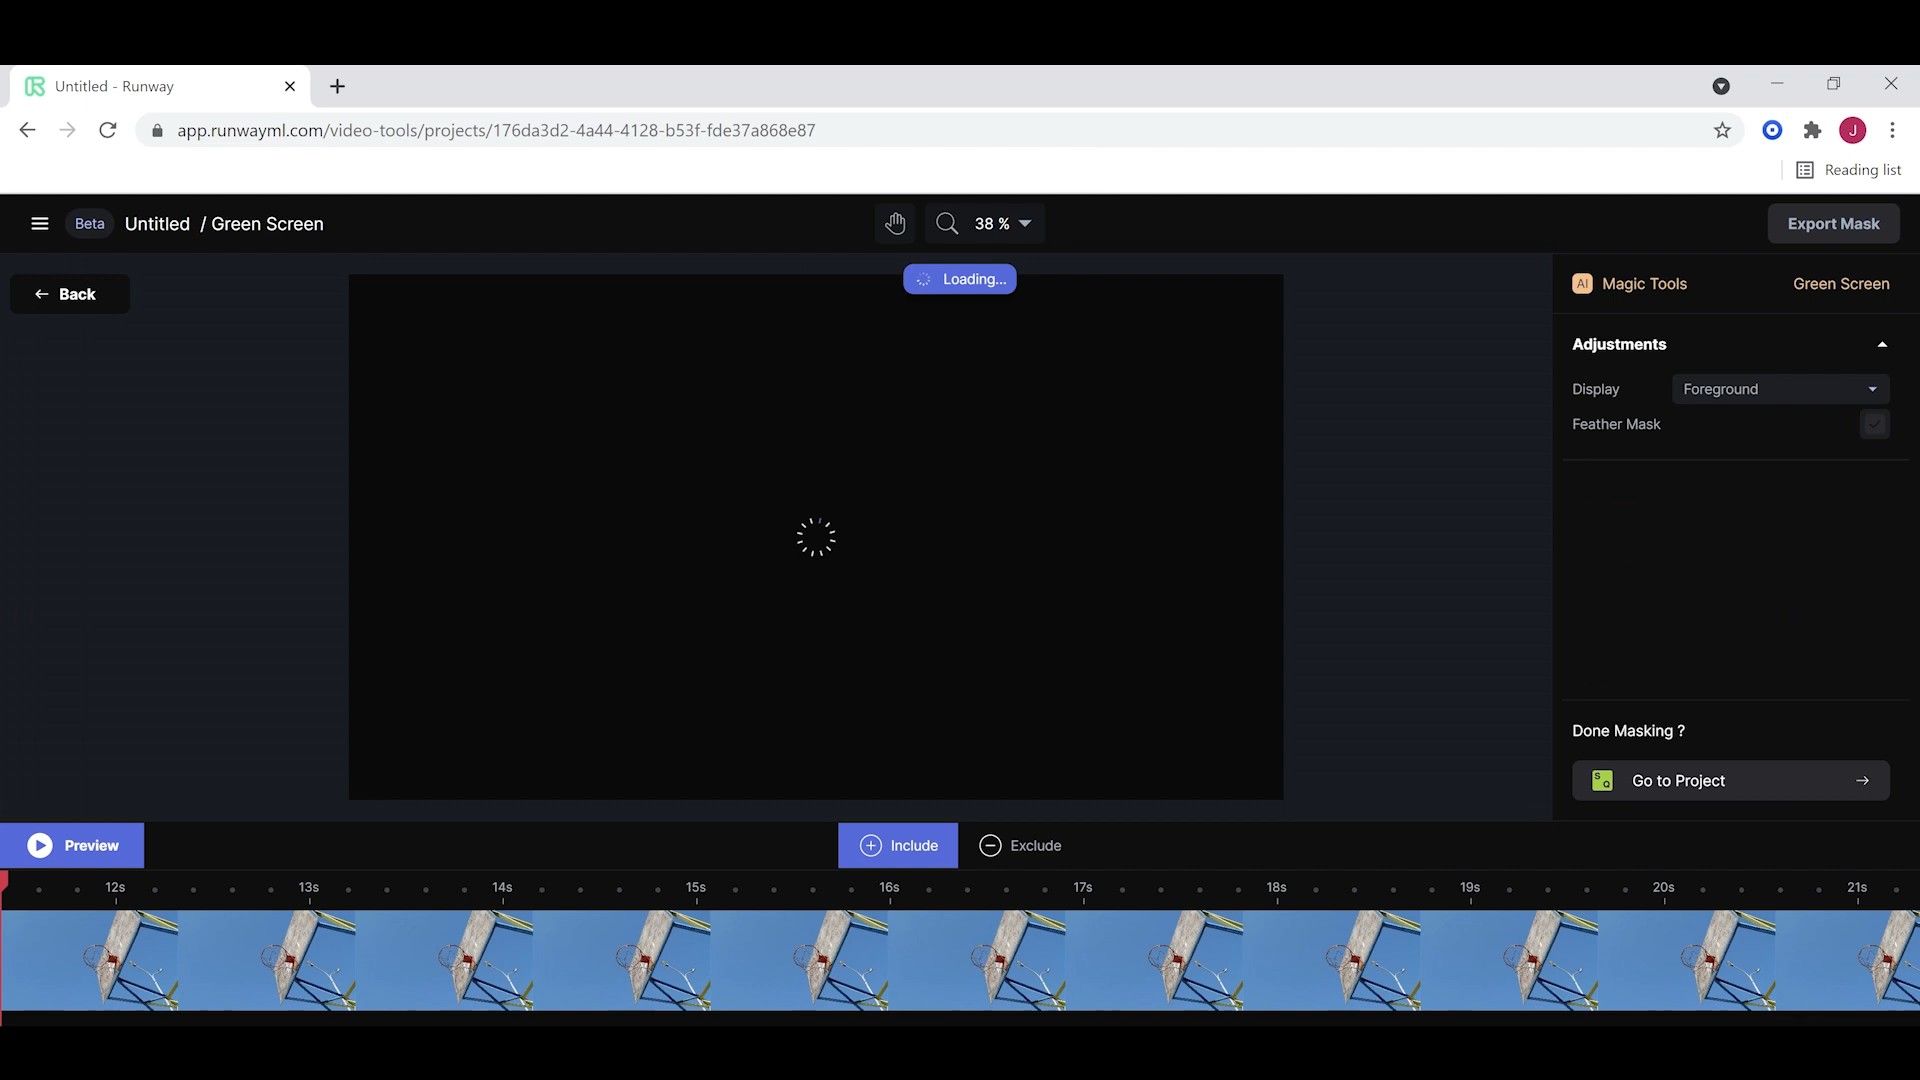 Untitled - Runway
app.runwayml.com/video-tools/projects/176da3d2-4a44-4128-b53f-fde37a868e87
J
Reading list
Beta Untitled / Green Screen
38 %
Export Mask
Back
Loading...
AI Magic Tools Green Screen
Adjustments
Display Foreground
Feather Mask
Done Masking ?
S Q Go to Project
Preview Include Exclude
12s 13s 14s 15s 16s 17s 18s 19s 20s 21s